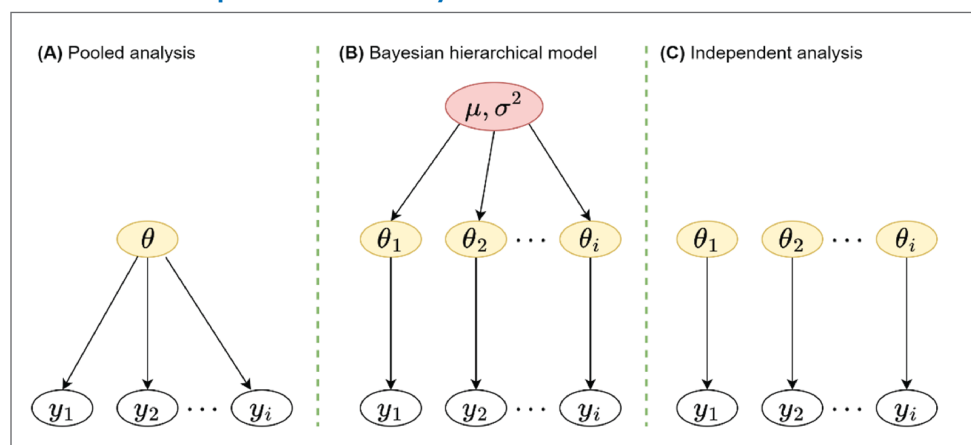 (A) Pooled analysis
θ
y₁ y₂ ··· yᵢ
(B) Bayesian hierarchical model
μ, σ²
θ₁ θ₂ ··· θᵢ
y₁ y₂ ··· yᵢ
(C) Independent analysis
θ₁ θ₂ ··· θᵢ
y₁ y₂ ··· yᵢ